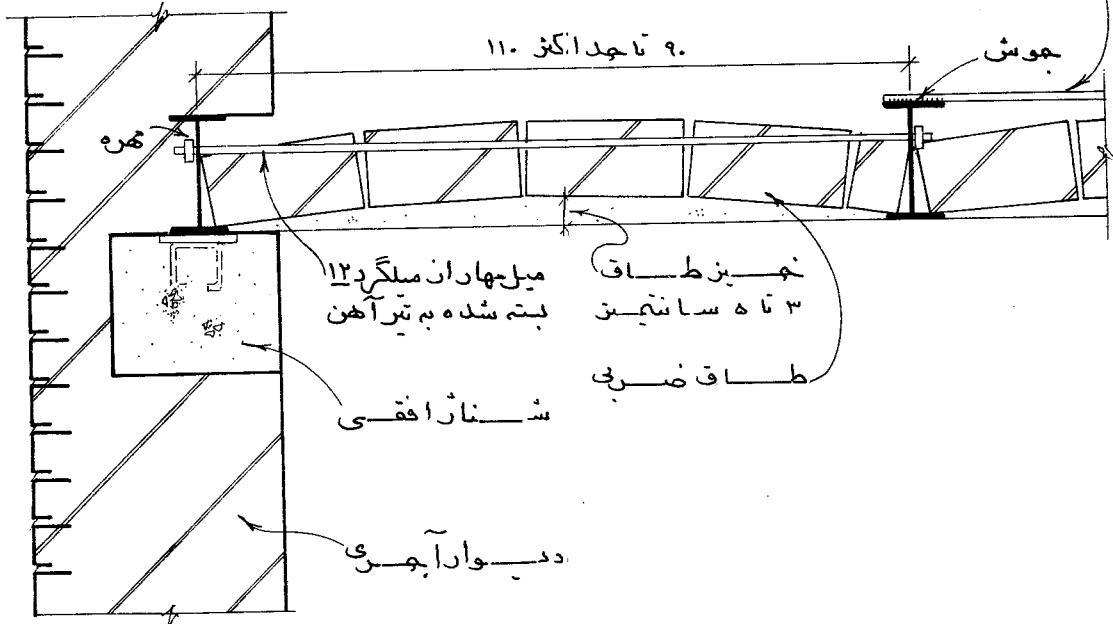 ۹۰ تا حداکثر ۱۱۰
جوش
مهره
میل مهار از میلگرد ۱۲
بسته شده به تیرآهن
خیز طاق
۳ تا ۵ سانتیمتر
طاق ضربی
شناژ افقی
دیوار آجری